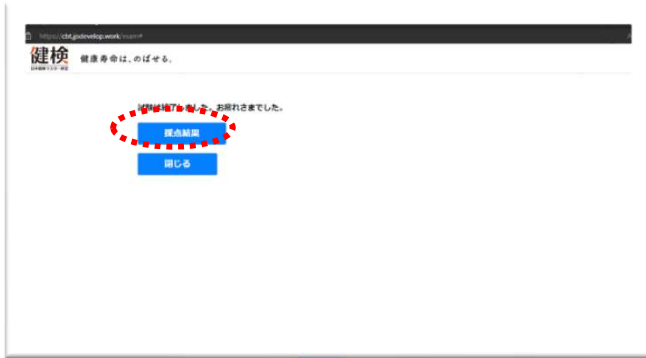 https://cbt.jpdevelop.work/exam#
健検
健康寿命は、のばせる。
試験は終了しました。お疲れさまでした。
採点結果
閉じる